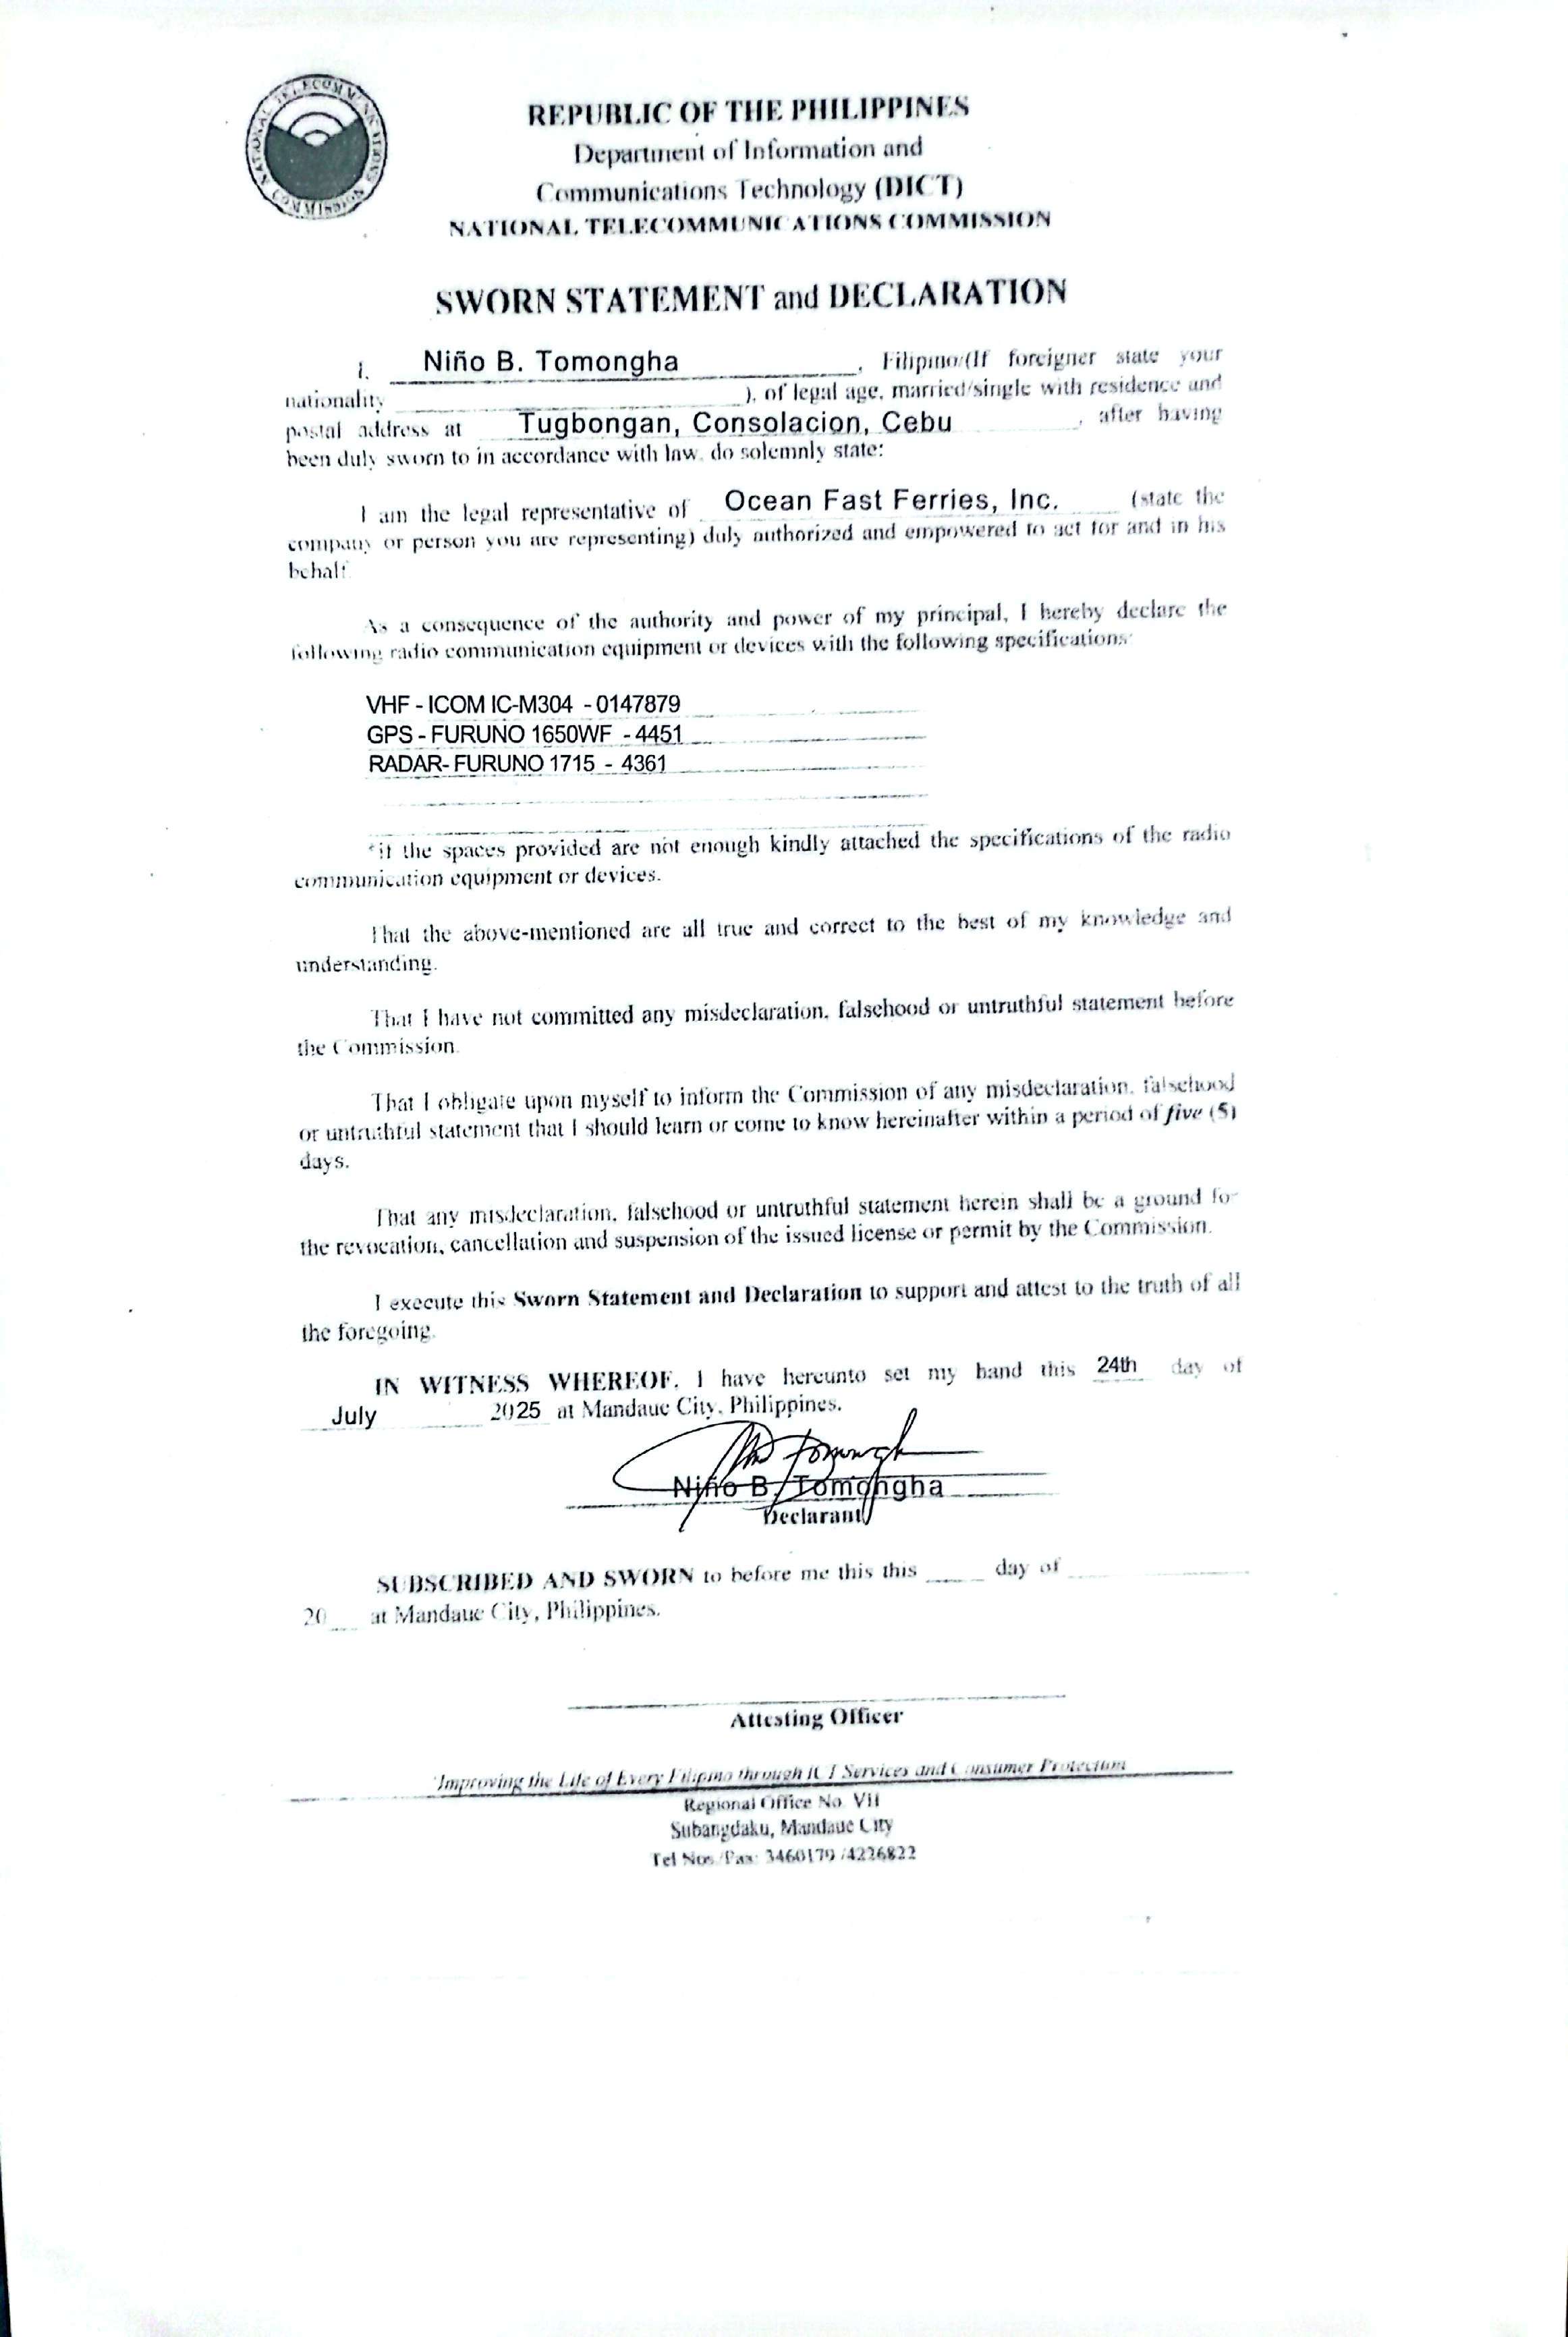 NATIONAL TELECOMMUNICATIONS COMMISSION
REPUBLIC OF THE PHILIPPINES
Department of Information and
Communications Technology (DICT)
NATIONAL TELECOMMUNICATIONS COMMISSION
SWORN STATEMENT and DECLARATION
I, Niño B. Tomongha, Filipino (If foreigner state your
nationality ), of legal age, married/single with residence and
postal address at Tugbongan, Consolacion, Cebu, after having
been duly sworn to in accordance with law, do solemnly state:
I am the legal representative of Ocean Fast Ferries, Inc. (state the
company or person you are representing) duly authorized and empowered to act for and in his
behalf.
As a consequence of the authority and power of my principal, I hereby declare the
following radio communication equipment or devices with the following specifications:
VHF - ICOM IC-M304 - 0147879
GPS - FURUNO 1650WF - 4451
RADAR- FURUNO 1715 - 4361
*if the spaces provided are not enough kindly attached the specifications of the radio
communication equipment or devices.
That the above-mentioned are all true and correct to the best of my knowledge and
understanding.
That I have not committed any misdeclaration, falsehood or untruthful statement before
the Commission.
That I obligate upon myself to inform the Commission of any misdeclaration, falsehood
or untruthful statement that I should learn or come to know hereinafter within a period of five (5)
days.
That any misdeclaration, falsehood or untruthful statement herein shall be a ground for
the revocation, cancellation and suspension of the issued license or permit by the Commission.
I execute this Sworn Statement and Declaration to support and attest to the truth of all
the foregoing.
IN WITNESS WHEREOF, I have hereunto set my hand this 24th day of
July 2025 at Mandaue City, Philippines.
Niño B. Tomongha
Declarant
SUBSCRIBED AND SWORN to before me this this ____ day of ____
20__ at Mandaue City, Philippines.
Attesting Officer
"Improving the Life of Every Filipino through ICT Services and Consumer Protection
Regional Office No. VII
Subangdaku, Mandaue City
Tel Nos./Fax: 3460179 /4226822